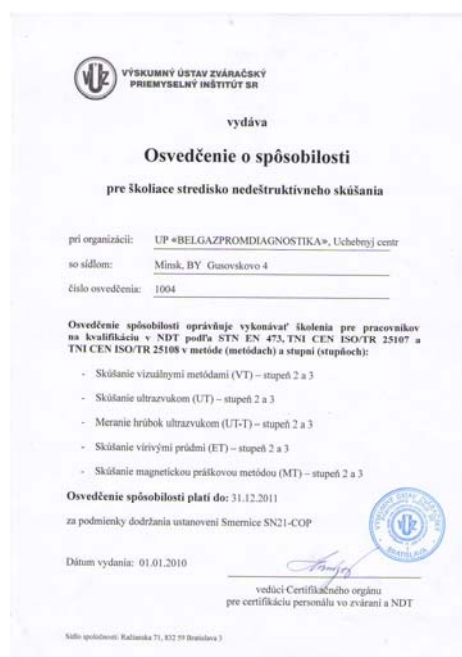 VÚZ
VÝSKUMNÝ ÚSTAV ZVÁRAČSKÝ
PRIEMYSELNÝ INŠTITÚT SR
vydáva
Osvedčenie o spôsobilosti
pre školiace stredisko nedeštruktívneho skúšania
pri organizácii: UP «BELGAZPROMDIAGNOSTIKA», Uchebnyj centr
so sídlom: Minsk, BY Gusovskovo 4
číslo osvedčenia: 1004
Osvedčenie spôsobilosti oprávňuje vykonávať školenia pre pracovníkov
na kvalifikáciu v NDT podľa STN EN 473, TNI CEN ISO/TR 25107 a
TNI CEN ISO/TR 25108 v metóde (metódach) a stupni (stupňoch):
- Skúšanie vizuálnymi metódami (VT) – stupeň 2 a 3
- Skúšanie ultrazvukom (UT) – stupeň 2 a 3
- Meranie hrúbok ultrazvukom (UT-T) – stupeň 2 a 3
- Skúšanie vírivými prúdmi (ET) – stupeň 2 a 3
- Skúšanie magnetickou práškovou metódou (MT) – stupeň 2 a 3
Osvedčenie spôsobilosti platí do: 31.12.2011
za podmienky dodržania ustanovení Smernice SN21-COP
VÝSKUMNÝ ÚSTAV ZVÁRAČSKÝ
BRATISLAVA
Dátum vydania: 01.01.2010
vedúci Certifikačného orgánu
pre certifikáciu personálu vo zváraní a NDT
Sídlo spoločnosti: Račianska 71, 832 59 Bratislava 3